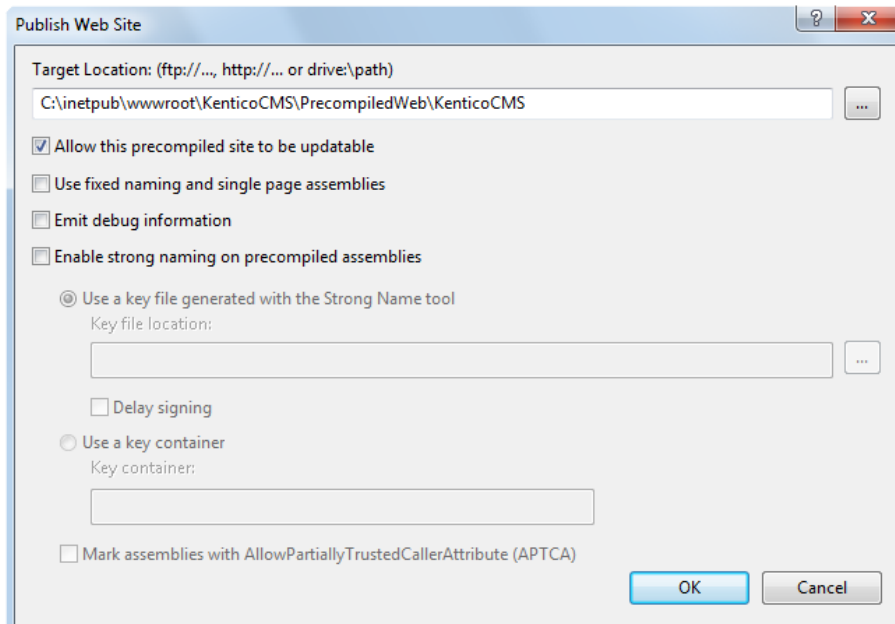 Publish Web Site
Target Location: (ftp://..., http://... or drive:\path)
C:\inetpub\wwwroot\KenticoCMS\PrecompiledWeb\KenticoCMS
...
Allow this precompiled site to be updatable
Use fixed naming and single page assemblies
Emit debug information
Enable strong naming on precompiled assemblies
Use a key file generated with the Strong Name tool
Key file location:
...
Delay signing
Use a key container
Key container:
Mark assemblies with AllowPartiallyTrustedCallerAttribute (APTCA)
OK Cancel